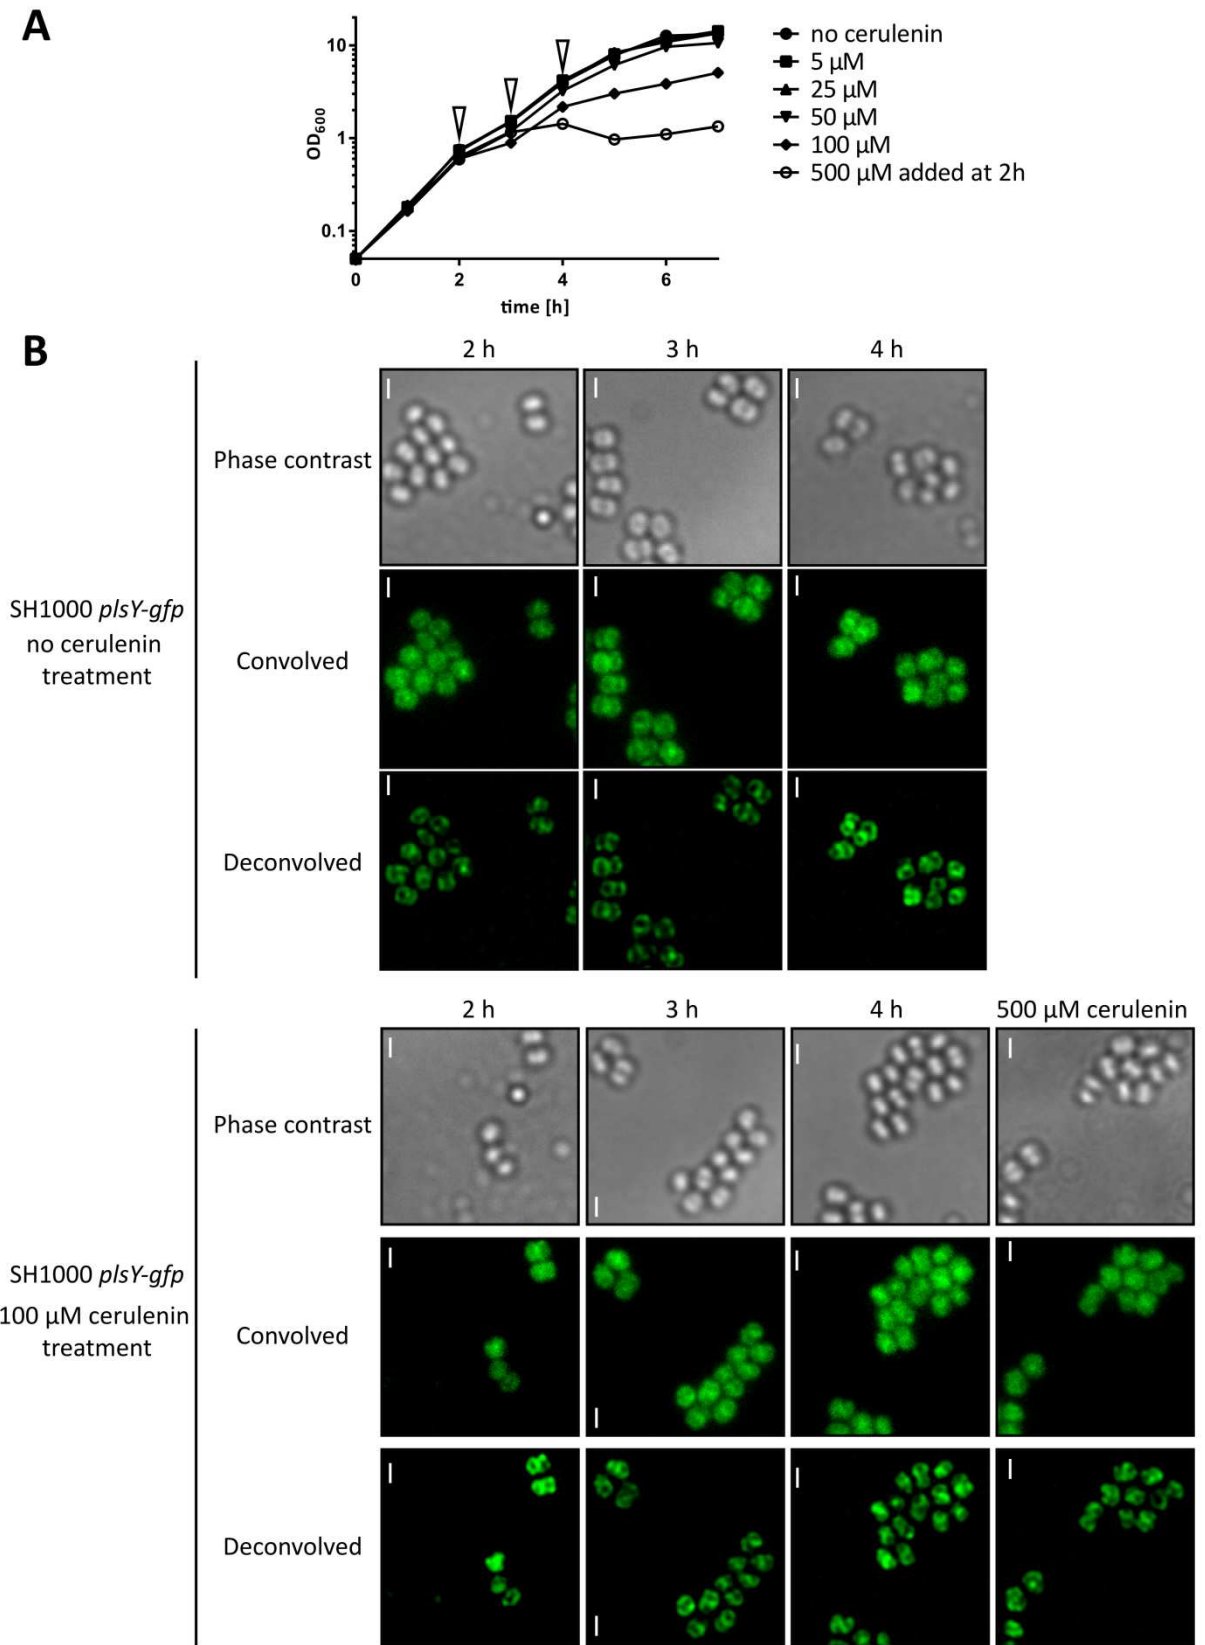 A
10
1
0.1
OD600
0
2
4
6
time [h]
no cerulenin
5 µM
25 µM
50 µM
100 µM
500 µM added at 2h
B
2 h
3 h
4 h
Phase contrast
SH1000 plsY-gfp
no cerulenin
treatment
Convolved
Deconvolved
2 h
3 h
4 h
500 µM cerulenin
Phase contrast
SH1000 plsY-gfp
100 µM cerulenin
treatment
Convolved
Deconvolved